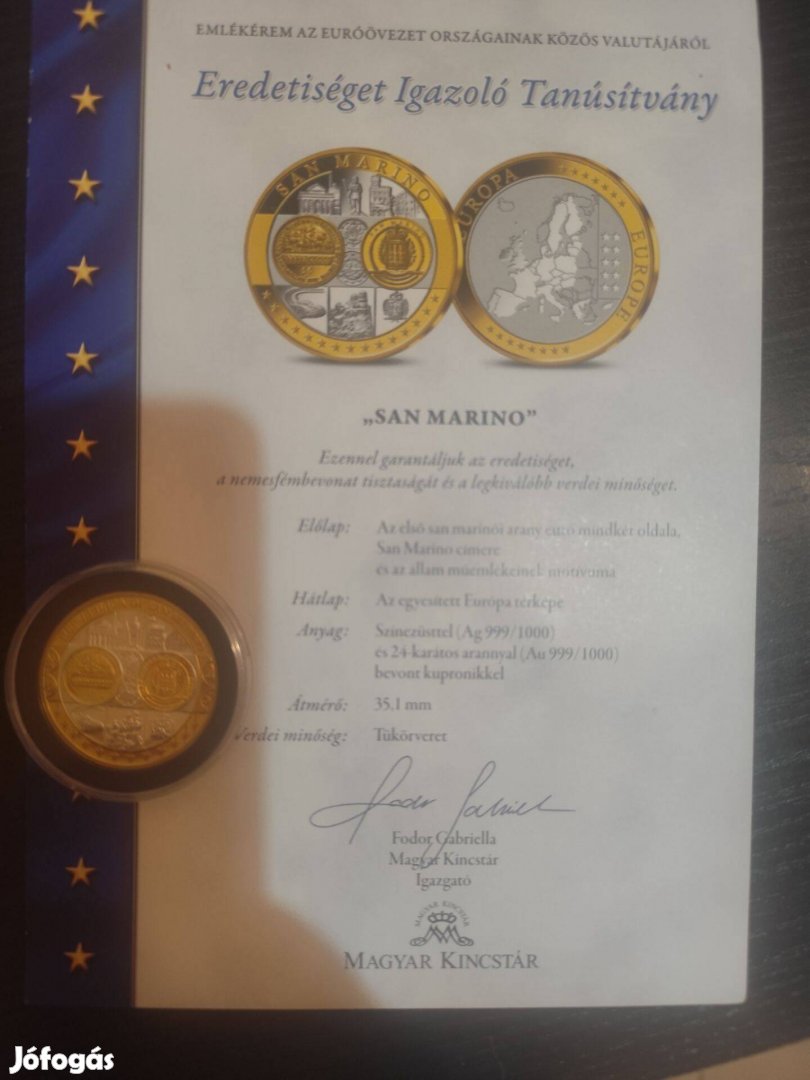 EMLÉKÉREM AZ EURÓÖVEZET ORSZÁGAINAK KÖZÖS VALUTÁJÁRÓL
Eredetiséget Igazoló Tanúsítvány
SAN MARINO
EUROPA
EUROPE
„SAN MARINO”
Ezennel garantáljuk az eredetiséget,
a nemesfémbevonat tisztaságát és a legkiválóbb verdei minőséget.
Előlap: Az első san marinói arany euró mindkét oldala,
San Marino címere
és az állam műemlékeinek motívuma
Hátlap: Az egyesített Európa térképe
Anyag: Színezüsttel (Ag 999/1000)
és 24-karátos arannyal (Au 999/1000)
bevont kupronikkel
Átmérő: 35,1 mm
Verdei minőség: Tükörveret
Fodor Gabriella
Fodor Gabriella
Magyar Kincstár
Igazgató
MAGYAR KINCSTÁR
MAGYAR KINCSTÁR
Jófogás